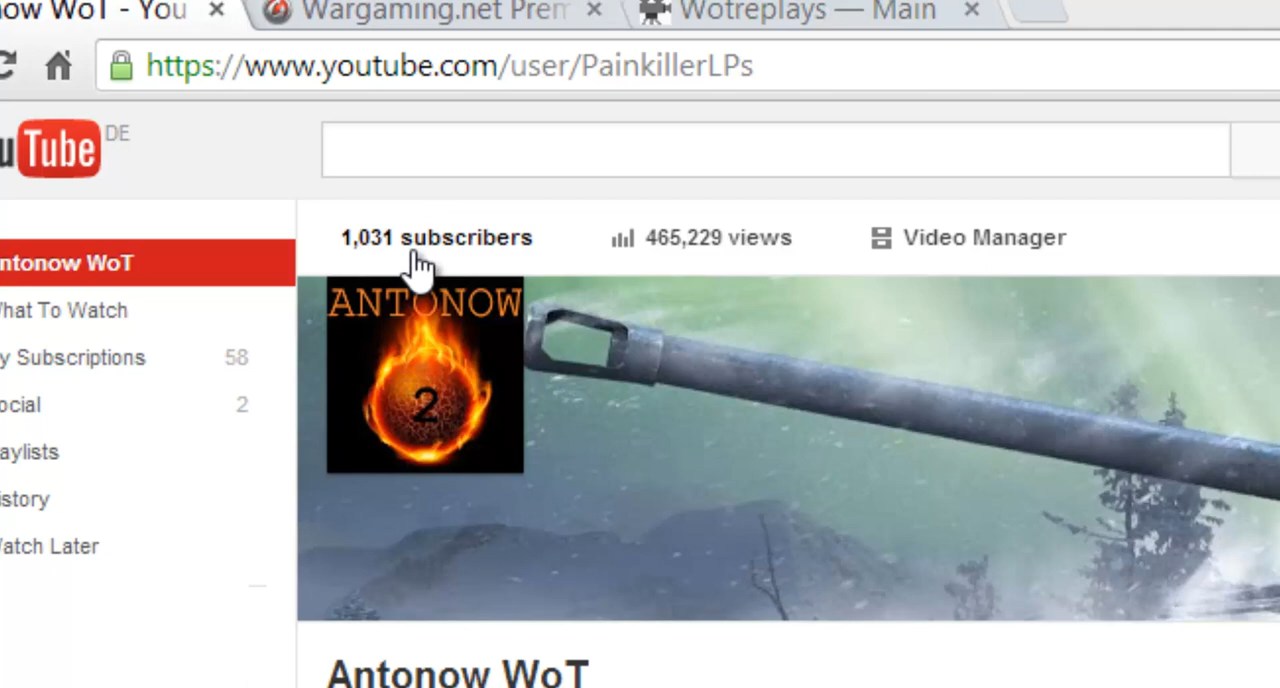 now WoT - You
Wargaming.net Prem
Wotreplays — Main
https://www.youtube.com/user/PainkillerLPs
uTube DE
1,031 subscribers
465,229 views
Video Manager
ntonow WoT
hat To Watch
y Subscriptions 58
ocial 2
aylists
istory
atch Later
ANTONOW
2
Antonow WoT